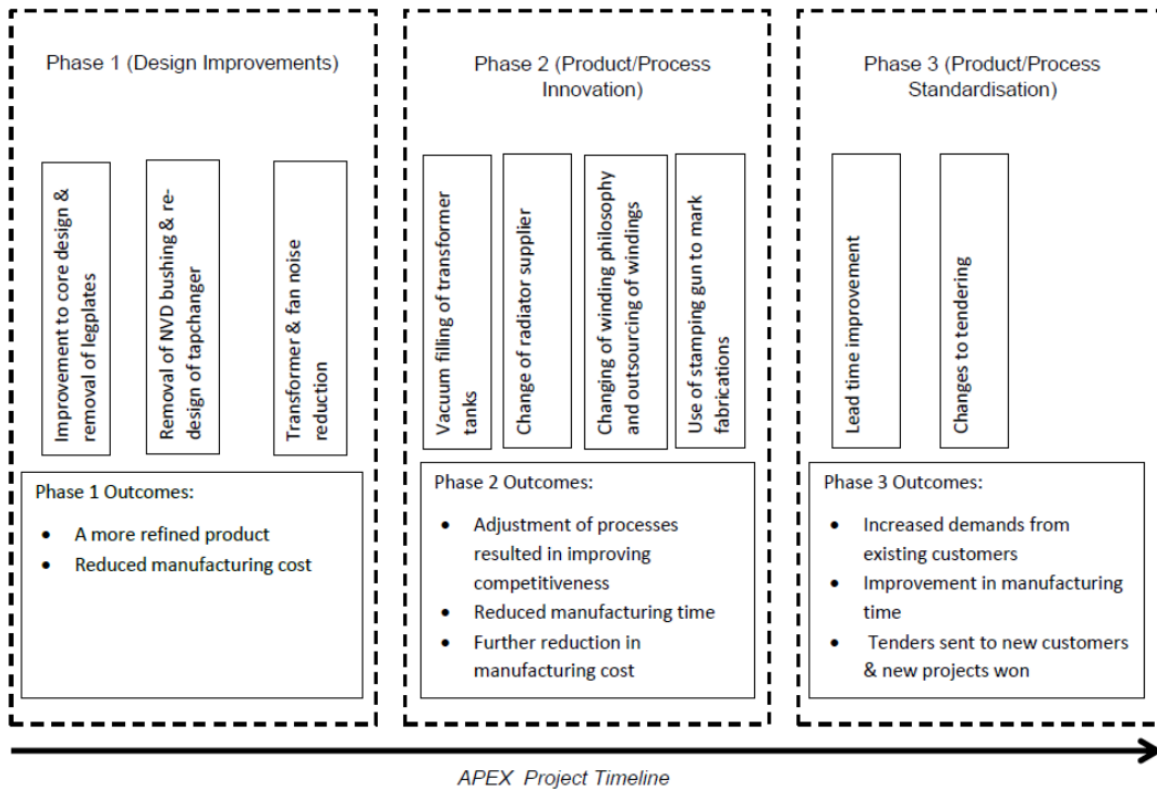 Phase 1 (Design Improvements)
Improvement to core design &
removal of legplates
Removal of NVD bushing & re-
design of tapchanger
Transformer & fan noise
reduction
Phase 1 Outcomes:
• A more refined product
• Reduced manufacturing cost
Phase 2 (Product/Process
Innovation)
Vacuum filling of transformer
tanks
Change of radiator supplier
Changing of winding philosophy
and outsourcing of windings
Use of stamping gun to mark
fabrications
Phase 2 Outcomes:
• Adjustment of processes
resulted in improving
competitiveness
• Reduced manufacturing time
• Further reduction in
manufacturing cost
Phase 3 (Product/Process
Standardisation)
Lead time improvement
Changes to tendering
Phase 3 Outcomes:
• Increased demands from
existing customers
• Improvement in manufacturing
time
• Tenders sent to new customers
& new projects won
APEX Project Timeline